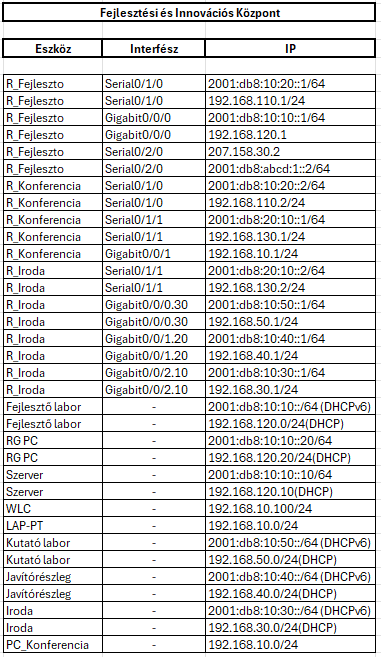 Fejlesztési és Innovációs Központ
Eszköz Interfész IP
R_Fejleszto Serial0/1/0 2001:db8:10:20::1/64
R_Fejleszto Serial0/1/0 192.168.110.1/24
R_Fejleszto Gigabit0/0/0 2001:db8:10:10::1/64
R_Fejleszto Gigabit0/0/0 192.168.120.1
R_Fejleszto Serial0/2/0 207.158.30.2
R_Fejleszto Serial0/2/0 2001:db8:abcd:1::2/64
R_Konferencia Serial0/1/0 2001:db8:10:20::2/64
R_Konferencia Serial0/1/0 192.168.110.2/24
R_Konferencia Serial0/1/1 2001:db8:20:10::1/64
R_Konferencia Serial0/1/1 192.168.130.1/24
R_Konferencia Gigabit0/0/1 192.168.10.1/24
R_Iroda Serial0/1/1 2001:db8:20:10::2/64
R_Iroda Serial0/1/1 192.168.130.2/24
R_Iroda Gigabit0/0/0.30 2001:db8:10:50::1/64
R_Iroda Gigabit0/0/0.30 192.168.50.1/24
R_Iroda Gigabit0/0/1.20 2001:db8:10:40::1/64
R_Iroda Gigabit0/0/1.20 192.168.40.1/24
R_Iroda Gigabit0/0/2.10 2001:db8:10:30::1/64
R_Iroda Gigabit0/0/2.10 192.168.30.1/24
Fejlesztő labor - 2001:db8:10:10::/64 (DHCPv6)
Fejlesztő labor - 192.168.120.0/24(DHCP)
RG PC - 2001:db8:10:10::20/64
RG PC - 192.168.120.20/24(DHCP)
Szerver - 2001:db8:10:10::10/64
Szerver - 192.168.120.10(DHCP)
WLC - 192.168.10.100/24
LAP-PT - 192.168.10.0/24
Kutató labor - 2001:db8:10:50::/64 (DHCPv6)
Kutató labor - 192.168.50.0/24(DHCP)
Javítórészleg - 2001:db8:10:40::/64 (DHCPv6)
Javítórészleg - 192.168.40.0/24(DHCP)
Iroda - 2001:db8:10:30::/64 (DHCPv6)
Iroda - 192.168.30.0/24(DHCP)
PC_Konferencia - 192.168.10.0/24